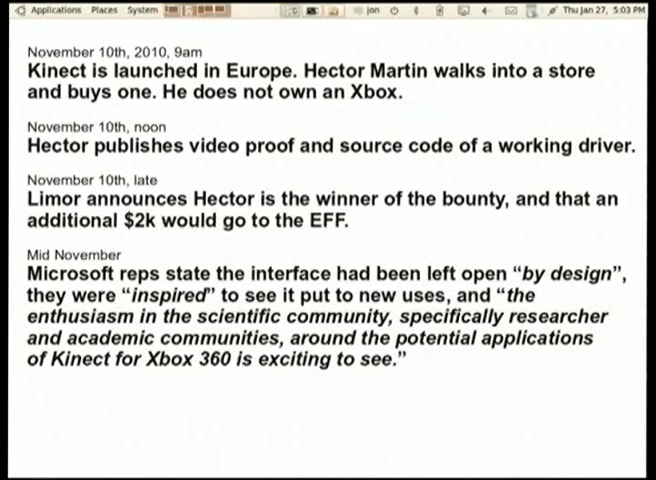 Applications Places System jon Thu Jan 27, 5:03 PM
November 10th, 2010, 9am
Kinect is launched in Europe. Hector Martin walks into a store
and buys one. He does not own an Xbox.
November 10th, noon
Hector publishes video proof and source code of a working driver.
November 10th, late
Limor announces Hector is the winner of the bounty, and that an
additional $2k would go to the EFF.
Mid November
Microsoft reps state the interface had been left open “by design”,
they were “inspired” to see it put to new uses, and “the
enthusiasm in the scientific community, specifically researcher
and academic communities, around the potential applications
of Kinect for Xbox 360 is exciting to see.”